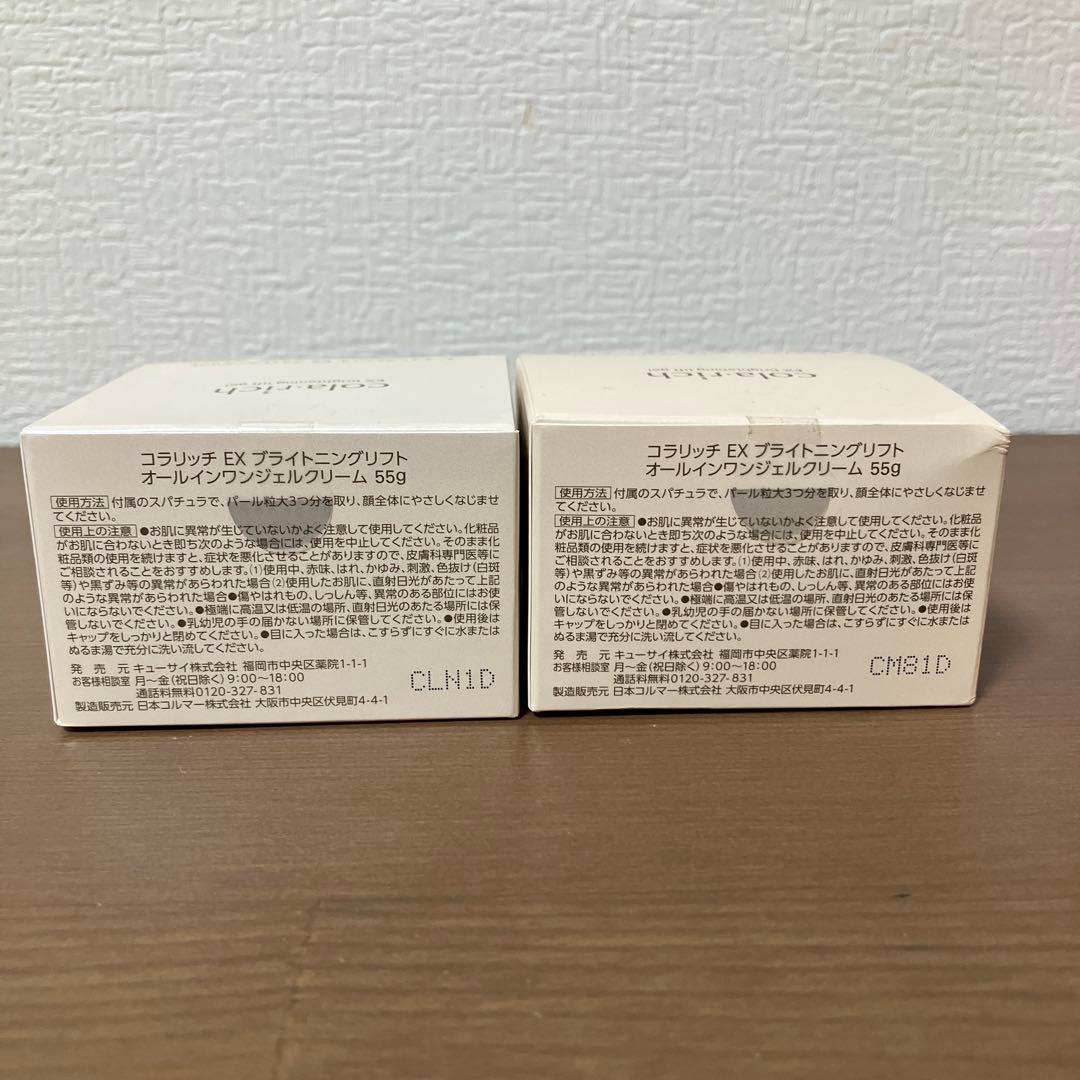 cola·rich
EX brightening lift gel
コラリッチ EX ブライトニングリフト
オールインワンジェルクリーム 55g
使用方法 付属のスパチュラで、パール粒大3つ分を取り、顔全体にやさしくなじませ
てください。
使用上の注意 ●お肌に異常が生じていないかよく注意して使用してください。化粧品
がお肌に合わないとき即ち次のような場合には、使用を中止してください。そのまま化
粧品類の使用を続けますと、症状を悪化させることがありますので、皮膚科専門医等に
ご相談されることをおすすめします。(1)使用中、赤味、はれ、かゆみ、刺激、色抜け(白斑
等)や黒ずみ等の異常があらわれた場合(2)使用したお肌に、直射日光があたって上記
のような異常があらわれた場合●傷やはれもの、しっしん等、異常のある部位にはお使
いにならないでください。●極端に高温又は低温の場所、直射日光のあたる場所には保
管しないでください。●乳幼児の手の届かない場所に保管してください。●使用後は
キャップをしっかりと閉めてください。●目に入った場合は、こすらずにすぐに水または
ぬるま湯で充分に洗い流してください。
発売元 キューサイ株式会社 福岡市中央区薬院1-1-1
お客様相談室 月〜金(祝日除く)9:00〜18:00
通話料無料0120-327-831
製造販売元 日本コルマー株式会社 大阪市中央区伏見町4-4-1
CLN1D
cola·rich
EX brightening lift gel
コラリッチ EX ブライトニングリフト
オールインワンジェルクリーム 55g
使用方法 付属のスパチュラで、パール粒大3つ分を取り、顔全体にやさしくなじませ
てください。
使用上の注意 ●お肌に異常が生じていないかよく注意して使用してください。化粧品
がお肌に合わないとき即ち次のような場合には、使用を中止してください。そのまま化
粧品類の使用を続けますと、症状を悪化させることがありますので、皮膚科専門医等に
ご相談されることをおすすめします。(1)使用中、赤味、はれ、かゆみ、刺激、色抜け(白斑
等)や黒ずみ等の異常があらわれた場合(2)使用したお肌に、直射日光があたって上記
のような異常があらわれた場合●傷やはれもの、しっしん等、異常のある部位にはお使
いにならないでください。●極端に高温又は低温の場所、直射日光のあたる場所には保
管しないでください。●乳幼児の手の届かない場所に保管してください。●使用後は
キャップをしっかりと閉めてください。●目に入った場合は、こすらずにすぐに水または
ぬるま湯で充分に洗い流してください。
発売元 キューサイ株式会社 福岡市中央区薬院1-1-1
お客様相談室 月〜金(祝日除く)9:00〜18:00
通話料無料0120-327-831
製造販売元 日本コルマー株式会社 大阪市中央区伏見町4-4-1
CM81D